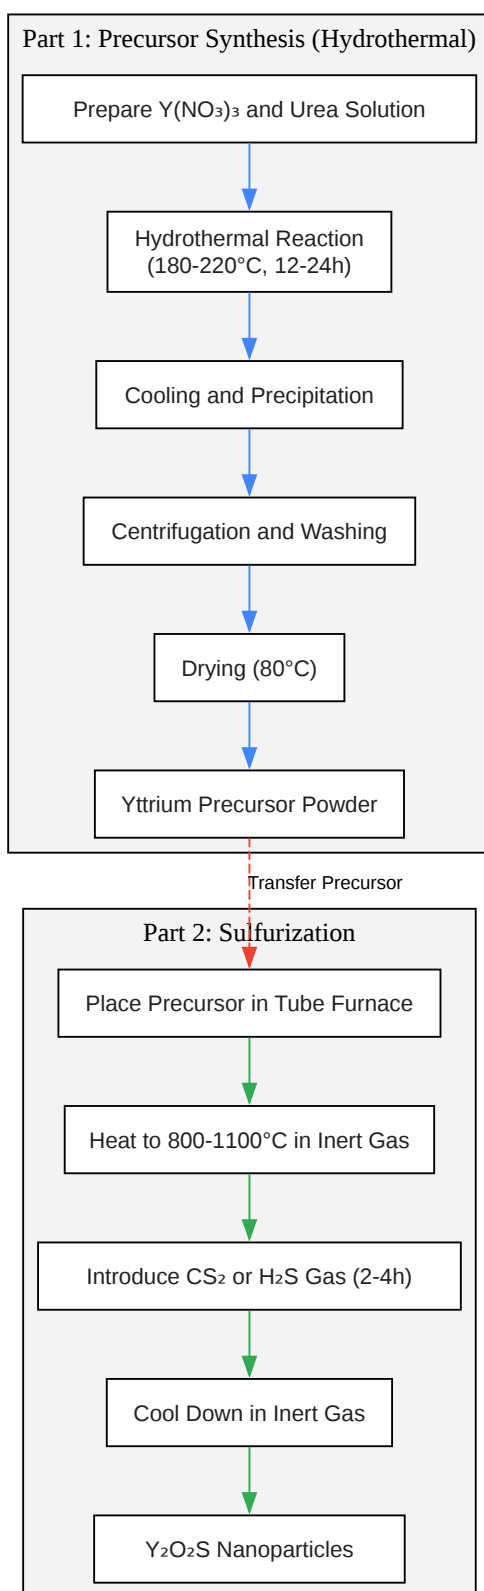 Part 1: Precursor Synthesis (Hydrothermal)
Prepare Y(NO₃)₃ and Urea Solution
Hydrothermal Reaction
(180-220°C, 12-24h)
Cooling and Precipitation
Centrifugation and Washing
Drying (80°C)
Yttrium Precursor Powder
Transfer Precursor
Part 2: Sulfurization
Place Precursor in Tube Furnace
Heat to 800-1100°C in Inert Gas
Introduce CS₂ or H₂S Gas (2-4h)
Cool Down in Inert Gas
Y₂O₂S Nanoparticles